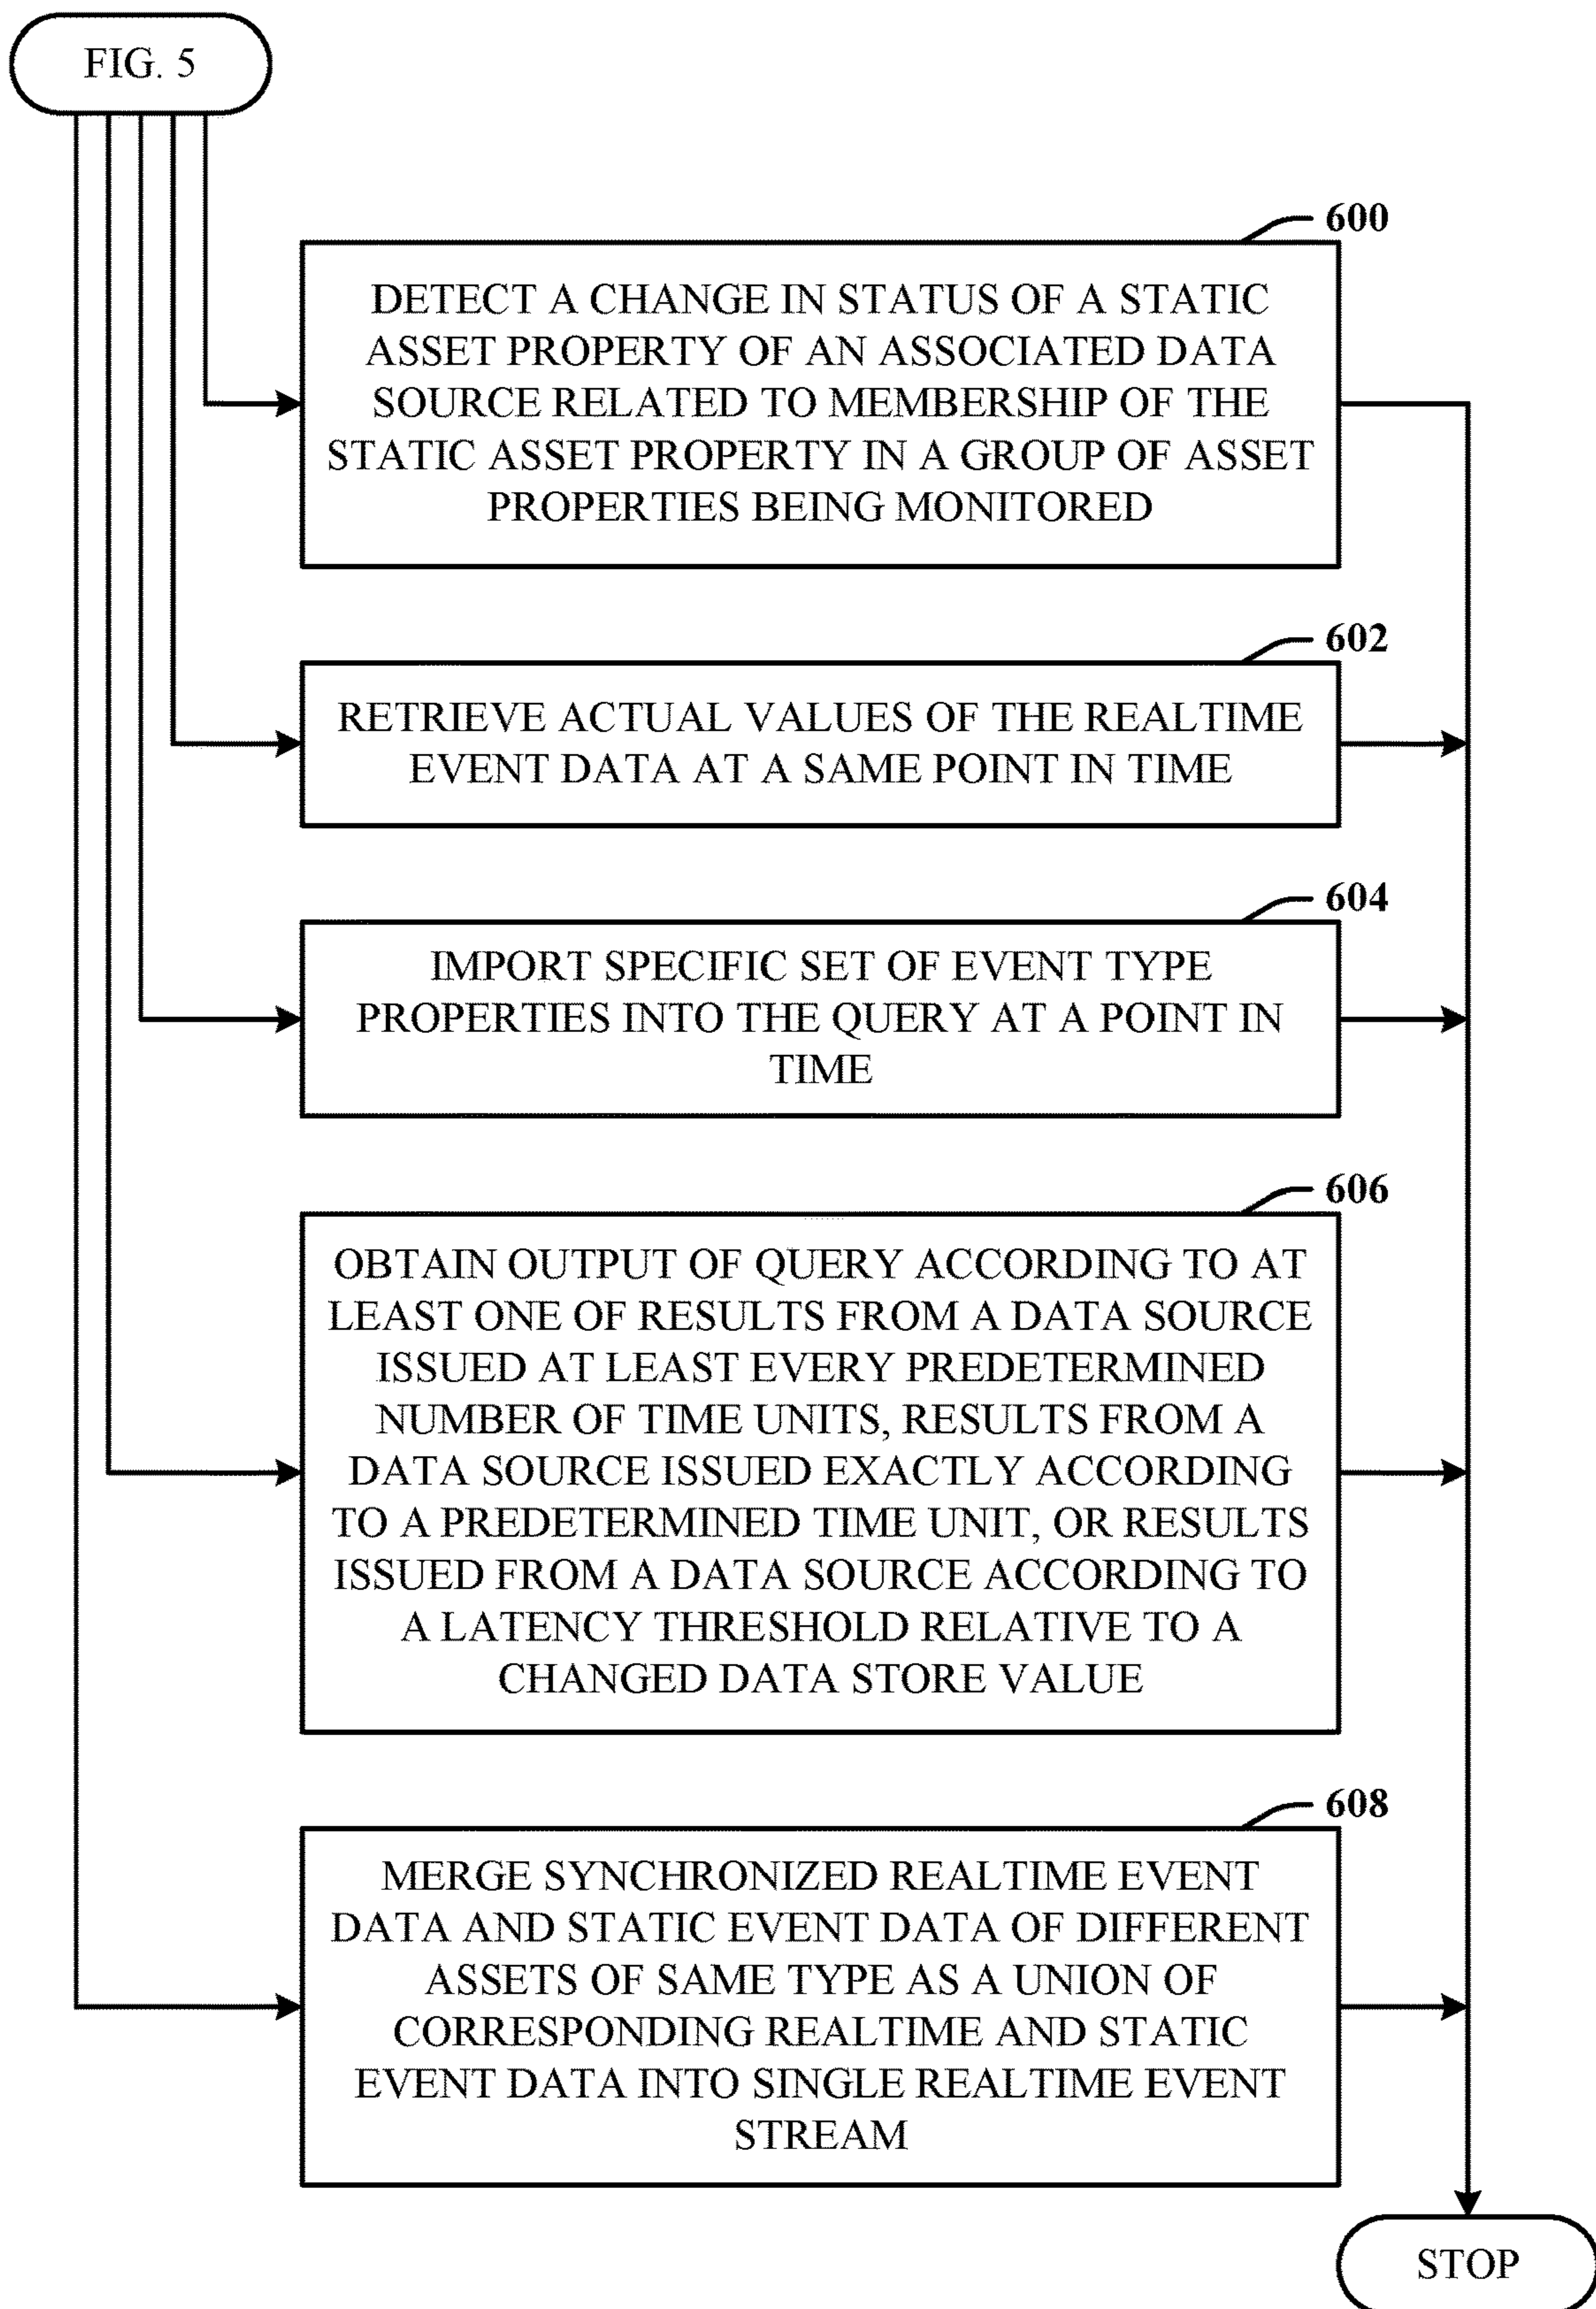 FIG. 5
600
DETECT A CHANGE IN STATUS OF A STATIC
ASSET PROPERTY OF AN ASSOCIATED DATA
SOURCE RELATED TO MEMBERSHIP OF THE
STATIC ASSET PROPERTY IN A GROUP OF ASSET
PROPERTIES BEING MONITORED
602
RETRIEVE ACTUAL VALUES OF THE REALTIME
EVENT DATA AT A SAME POINT IN TIME
604
IMPORT SPECIFIC SET OF EVENT TYPE
PROPERTIES INTO THE QUERY AT A POINT IN
TIME
606
OBTAIN OUTPUT OF QUERY ACCORDING TO AT
LEAST ONE OF RESULTS FROM A DATA SOURCE
ISSUED AT LEAST EVERY PREDETERMINED
NUMBER OF TIME UNITS, RESULTS FROM A
DATA SOURCE ISSUED EXACTLY ACCORDING
TO A PREDETERMINED TIME UNIT, OR RESULTS
ISSUED FROM A DATA SOURCE ACCORDING TO
A LATENCY THRESHOLD RELATIVE TO A
CHANGED DATA STORE VALUE
608
MERGE SYNCHRONIZED REALTIME EVENT
DATA AND STATIC EVENT DATA OF DIFFERENT
ASSETS OF SAME TYPE AS A UNION OF
CORRESPONDING REALTIME AND STATIC
EVENT DATA INTO SINGLE REALTIME EVENT
STREAM
STOP